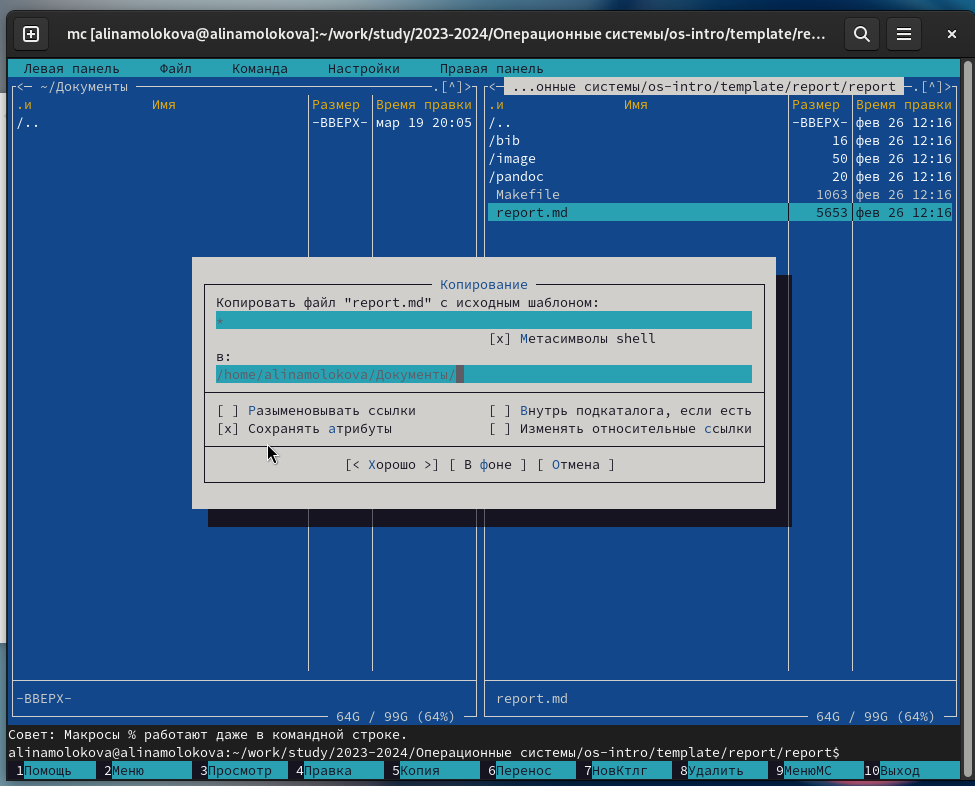 mc [alinamolokova@alinamolokova]:~/work/study/2023-2024/Операционные системы/os-intro/template/re...
Левая панель Файл Команда Настройки Правая панель
<─ ~/Документы .[^]> <─ ...онные системы/os-intro/template/report/report .[^]>
.и Имя Размер Время правки .и Имя Размер Время правки
/.. -ВВЕРХ- мар 19 20:05 /.. -ВВЕРХ- фев 26 12:16
/bib 16 фев 26 12:16
/image 50 фев 26 12:16
/pandoc 20 фев 26 12:16
Makefile 1063 фев 26 12:16
report.md 5653 фев 26 12:16
Копирование
Копировать файл "report.md" с исходным шаблоном:
*
[x] Метасимволы shell
в:
/home/alinamolokova/Документы/
[ ] Разыменовывать ссылки [ ] Внутрь подкаталога, если есть
[x] Сохранять атрибуты [ ] Изменять относительные ссылки
[< Хорошо >] [ В фоне ] [ Отмена ]
-ВВЕРХ- report.md
64G / 99G (64%) 64G / 99G (64%)
Совет: Макросы % работают даже в командной строке.
alinamolokova@alinamolokova:~/work/study/2023-2024/Операционные системы/os-intro/template/report/report$
1Помощь 2Меню 3Просмотр 4Правка 5Копия 6Перенос 7НовКтлг 8Удалить 9МенюМС 10Выход